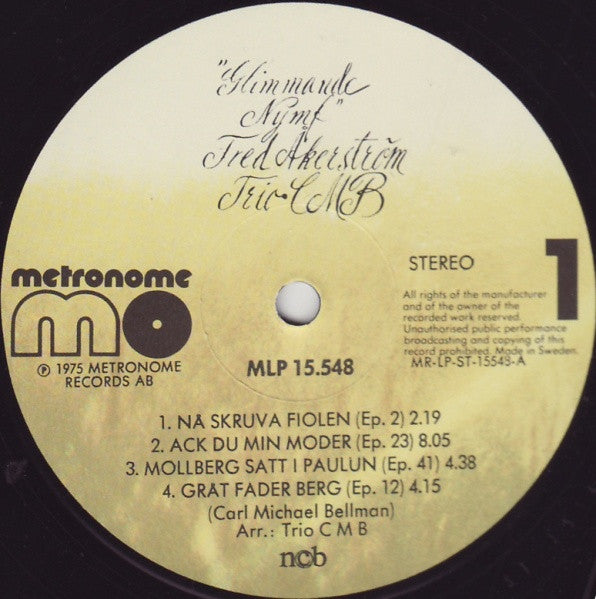 "Glimmande
Nymf"
Fred Åkerström
Trio CMB
metronome
mo
STEREO
1
All rights of the manufacturer
and of the owner of the
recorded work reserved.
Unauthorised public performance
broadcasting and copying of this
record prohibited. Made in Sweden.
MR-LP-ST-15548-A
℗ 1975 METRONOME
RECORDS AB
MLP 15.548
1. NÅ SKRUVA FIOLEN (Ep. 2) 2.19
2. ACK DU MIN MODER (Ep. 23) 8.05
3. MOLLBERG SATT I PAULUN (Ep. 41) 4.38
4. GRÅT FADER BERG (Ep. 12) 4.15
(Carl Michael Bellman)
Arr.: Trio C M B
ncb